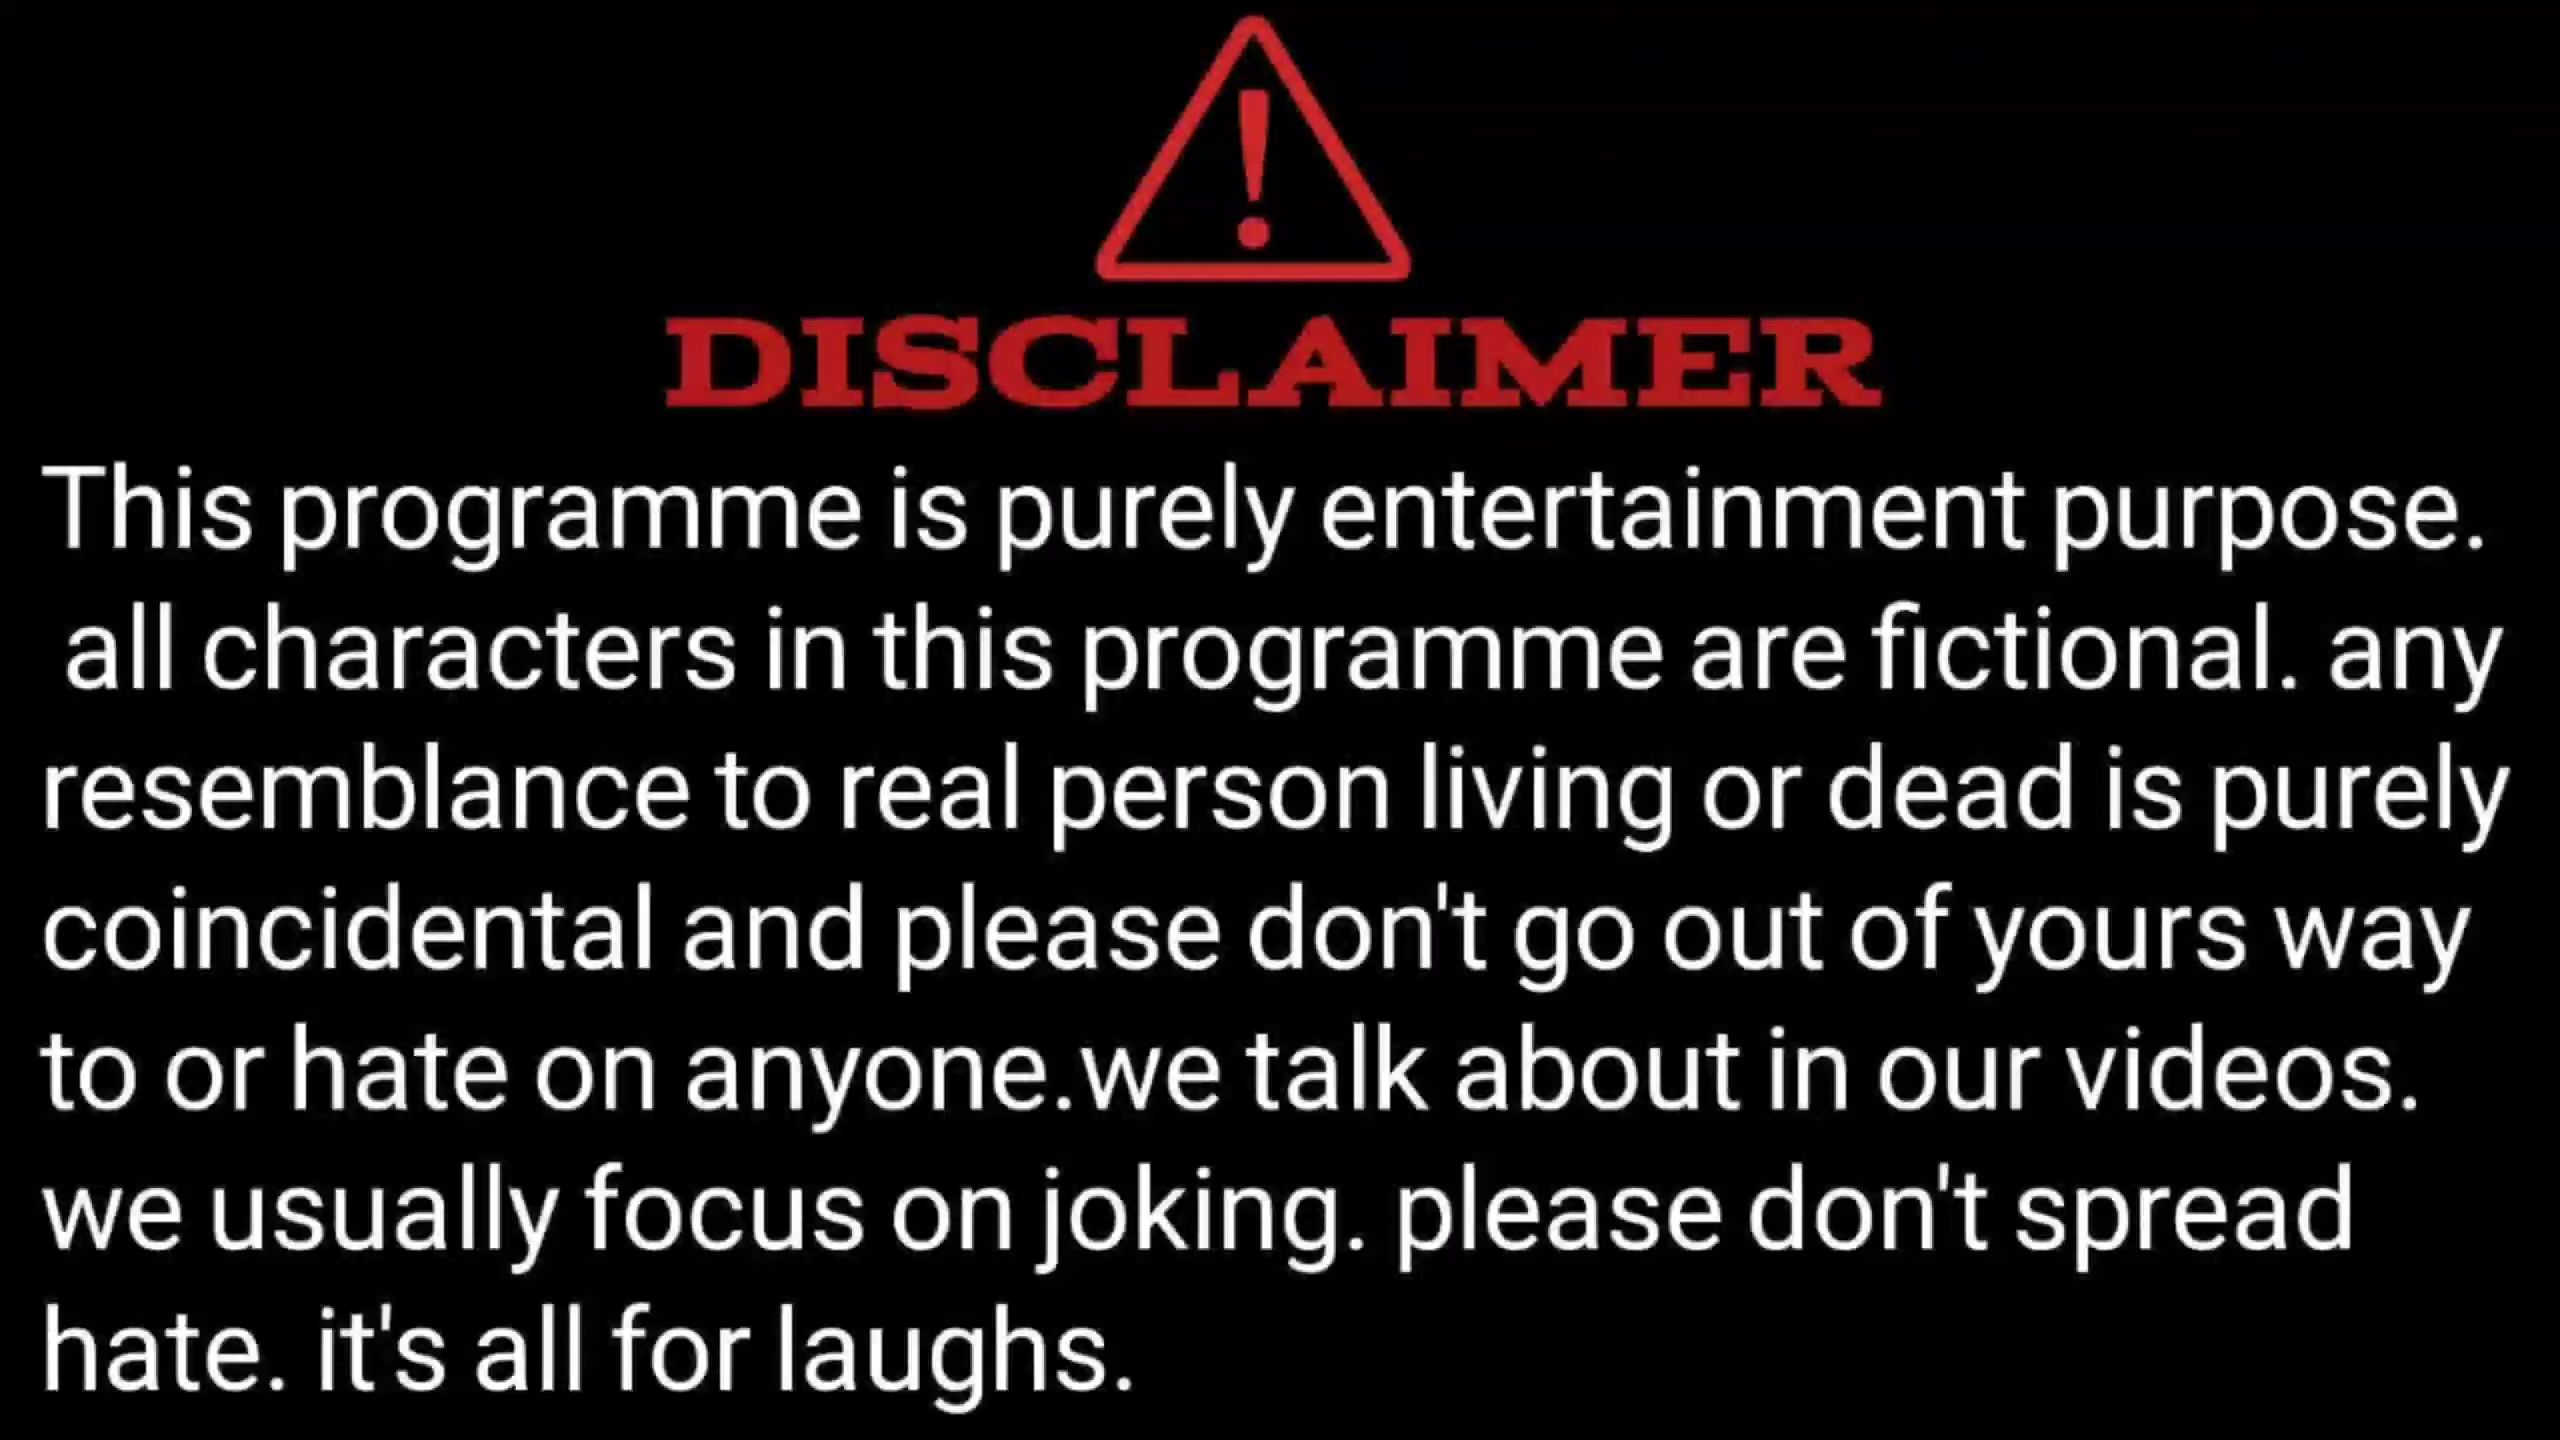 DISCLAIMER
This programme is purely entertainment purpose.
all characters in this programme are fictional. any
resemblance to real person living or dead is purely
coincidental and please don't go out of yours way
to or hate on anyone.we talk about in our videos.
we usually focus on joking. please don't spread
hate. it's all for laughs.